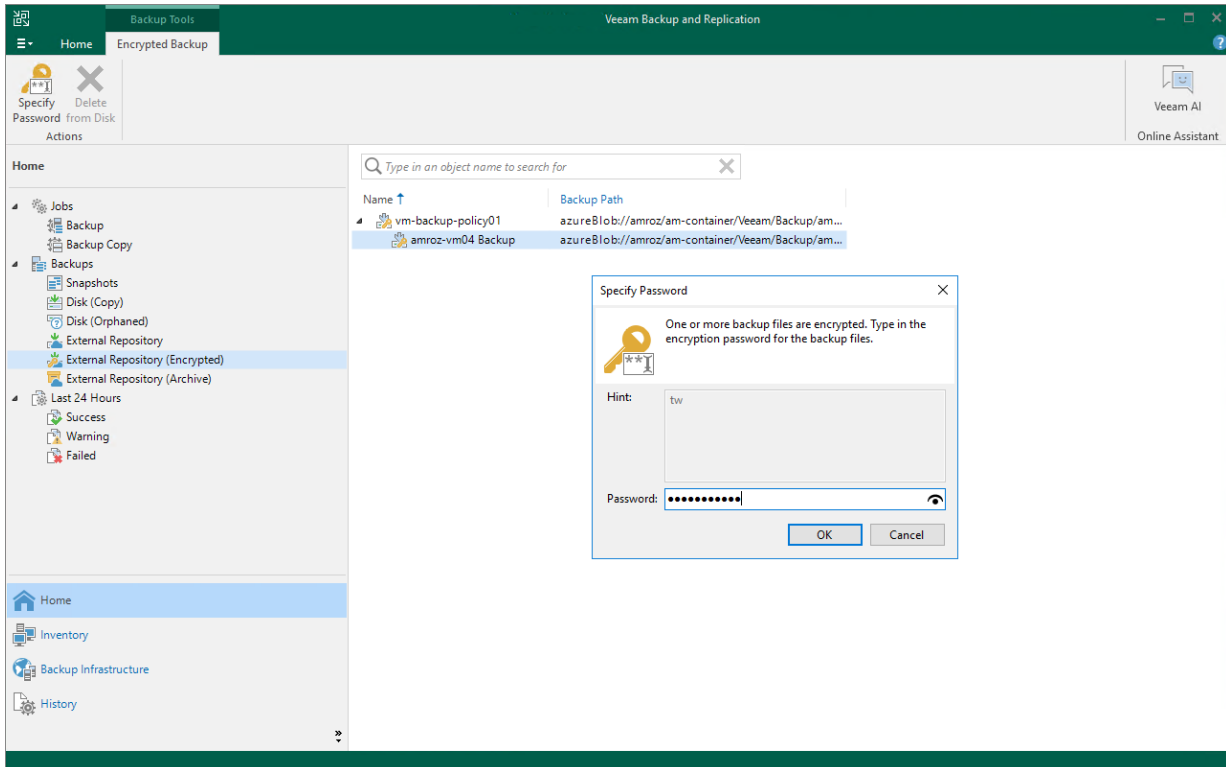 Backup Tools
Veeam Backup and Replication
Home
Encrypted Backup
Specify
Password
Delete
from Disk
Actions
Veeam AI
Online Assistant
Home
Jobs
Backup
Backup Copy
Backups
Snapshots
Disk (Copy)
Disk (Orphaned)
External Repository
External Repository (Encrypted)
External Repository (Archive)
Last 24 Hours
Success
Warning
Failed
Home
Inventory
Backup Infrastructure
History
Type in an object name to search for
Name
Backup Path
vm-backup-policy01
azureBlob://amroz/am-container/Veeam/Backup/am...
amroz-vm04 Backup
azureBlob://amroz/am-container/Veeam/Backup/am...
Specify Password
One or more backup files are encrypted. Type in the
encryption password for the backup files.
Hint:
tw
Password:
●●●●●●●●●●●
OK
Cancel